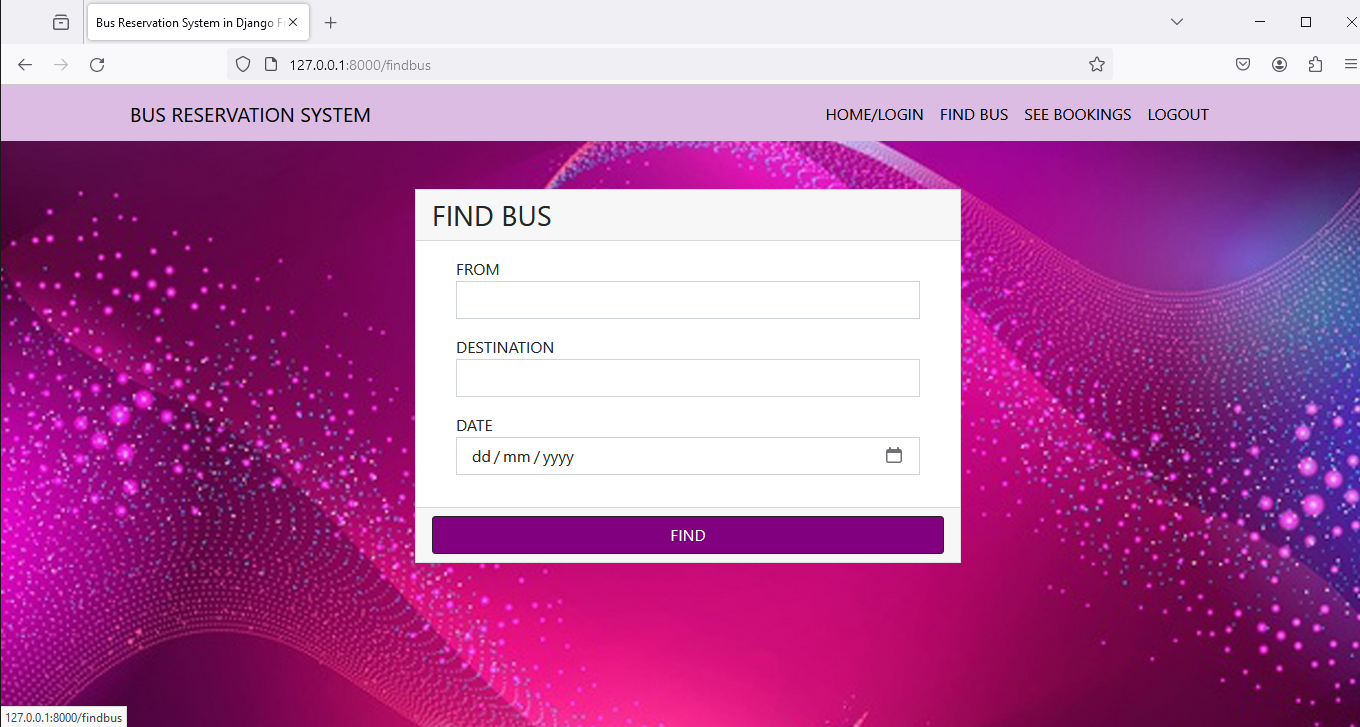 Bus Reservation System in Django
127.0.0.1:8000/findbus
BUS RESERVATION SYSTEM
HOME/LOGIN FIND BUS SEE BOOKINGS LOGOUT
FIND BUS
FROM
DESTINATION
DATE
dd / mm / yyyy
FIND
127.0.0.1:8000/findbus